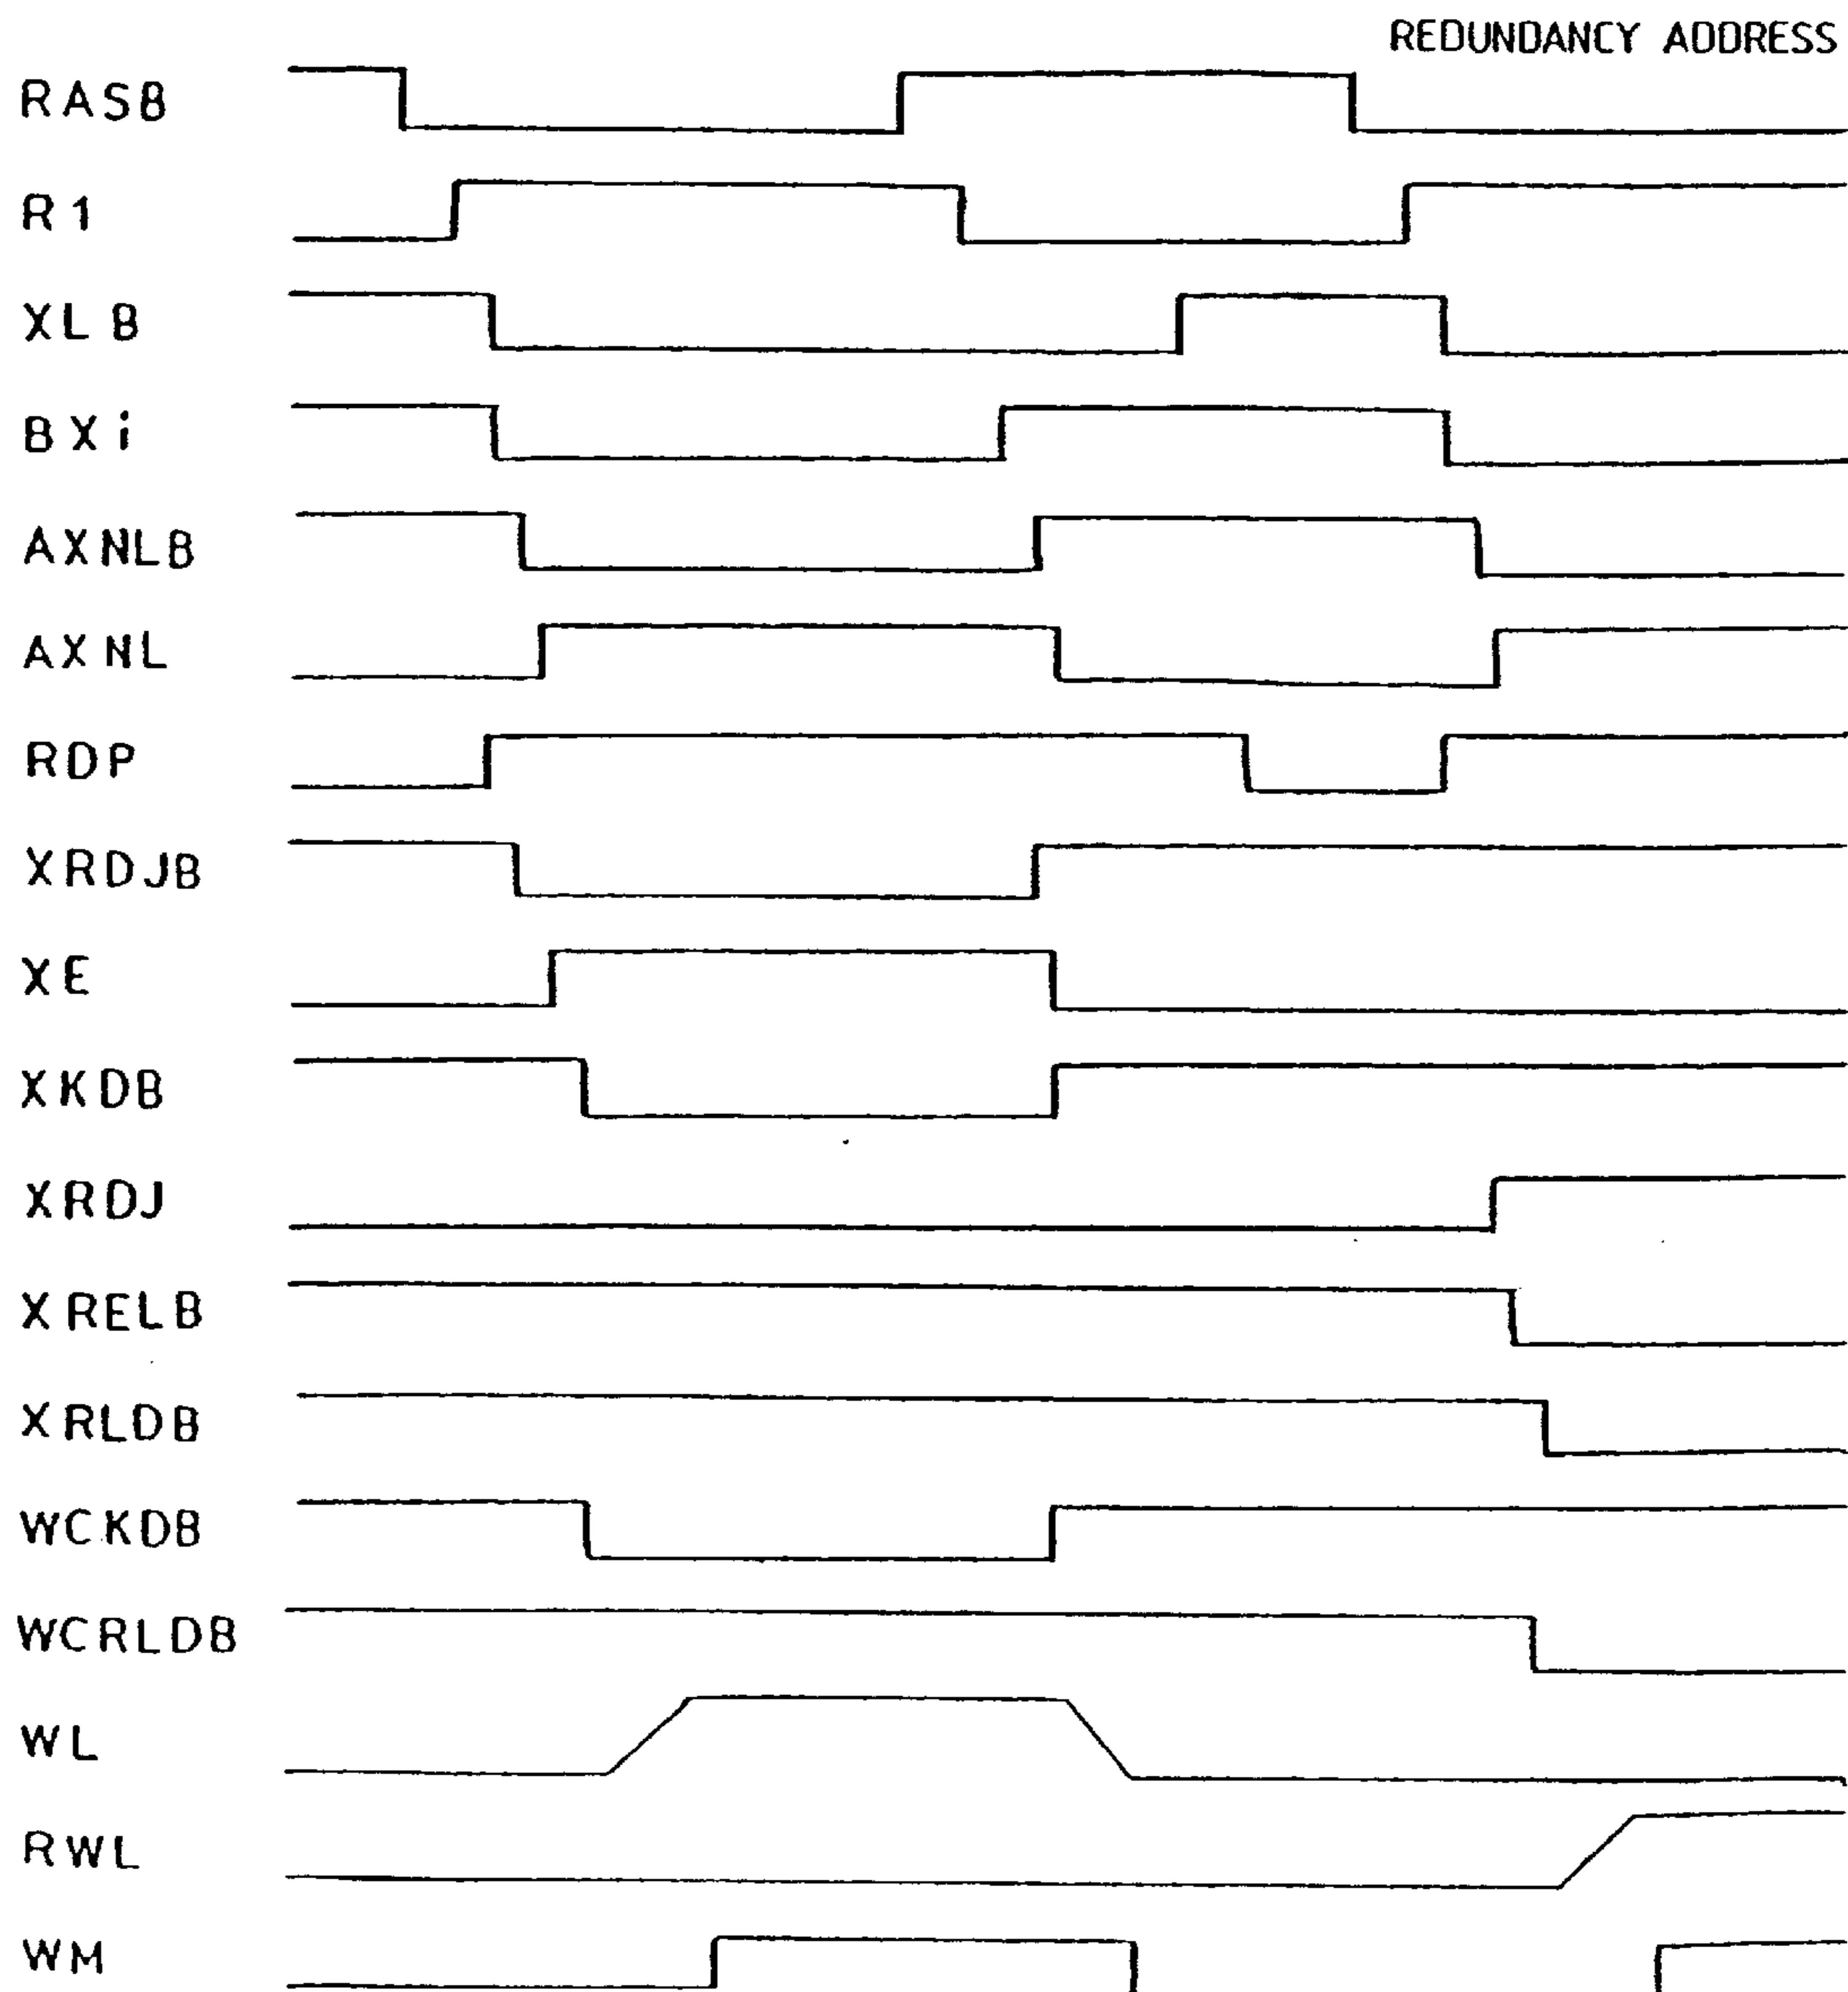 REDUNDANCY ADDRESS
RASB
R1
XLB
BXi
AXNLB
AXNL
RDP
XRDJB
XE
XKDB
XRDJ
XRELB
XRLDB
WCKDB
WCRLDB
WL
RWL
WM